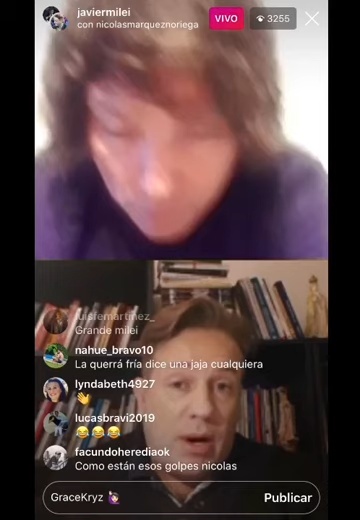 javiermilei
con nicolasmarqueznoriega
VIVO
3255
luisfemartinez_
Grande milei
nahue_bravo10
La querrá fría dice una jaja cualquiera
lyndabeth4927
👋
lucasbravi2019
😂😂😂
facundoherediaok
Como están esos golpes nicolas
GraceKryz 🙋🏻‍♀️
Publicar